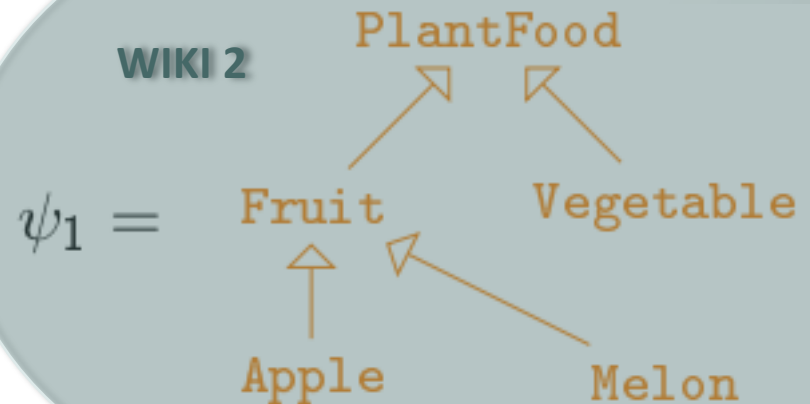 PlantFood
WIKI 2
ψ₁ =
Fruit
Vegetable
Apple
Melon